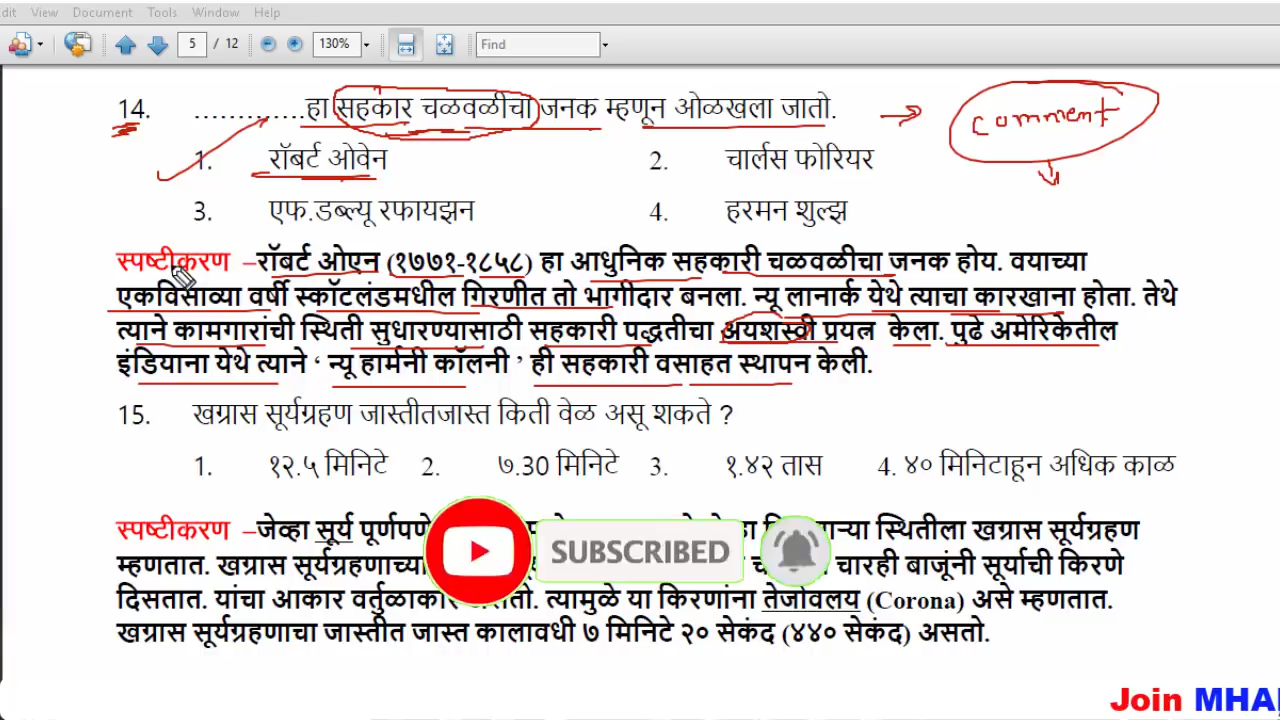 dit View Document Tools Window Help
5 / 12 130% Find
14. .............हा सहकार चळवळीचा जनक म्हणून ओळखला जातो. → comment
1. रॉबर्ट ओवेन 2. चार्लस फोरियर
3. एफ.डब्ल्यू रफायझन 4. हरमन शुल्झ
स्पष्टीकरण –रॉबर्ट ओएन (१७७१-१८५८) हा आधुनिक सहकारी चळवळीचा जनक होय. वयाच्या
एकविसाव्या वर्षी स्कॉटलंडमधील गिरणीत तो भागीदार बनला. न्यू लानार्क येथे त्याचा कारखाना होता. तेथे
त्याने कामगारांची स्थिती सुधारण्यासाठी सहकारी पद्धतीचा अयशस्वी प्रयत्न केला. पुढे अमेरिकेतील
इंडियाना येथे त्याने ‘ न्यू हार्मनी कॉलनी ’ ही सहकारी वसाहत स्थापन केली.
15. खग्रास सूर्यग्रहण जास्तीतजास्त किती वेळ असू शकते ?
1. १२.५ मिनिटे 2. ७.30 मिनिटे 3. १.४२ तास 4. ४० मिनिटाहून अधिक काळ
स्पष्टीकरण –जेव्हा सूर्य पूर्णपणे स्थितीला खग्रास सूर्यग्रहण
म्हणतात. खग्रास सूर्यग्रहणाच्या चारही बाजूंनी सूर्याची किरणे
SUBSCRIBED
दिसतात. यांचा आकार वर्तुळाकार असतो. त्यामुळे या किरणांना तेजोवलय (Corona) असे म्हणतात.
खग्रास सूर्यग्रहणाचा जास्तीत जास्त कालावधी ७ मिनिटे २० सेकंद (४४० सेकंद) असतो.
Join MHA